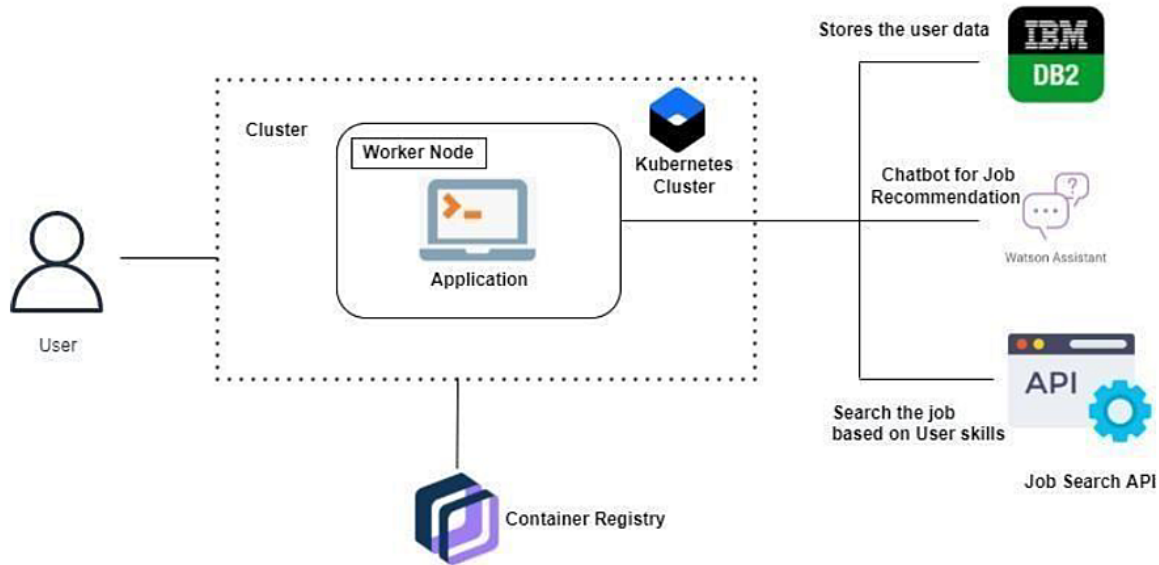 Stores the user data
IBM
DB2
Cluster
Worker Node
Kubernetes
Cluster
Application
Chatbot for Job
Recommendation
?
Watson Assistant
User
API
Search the job
based on User skills
Job Search API
Container Registry